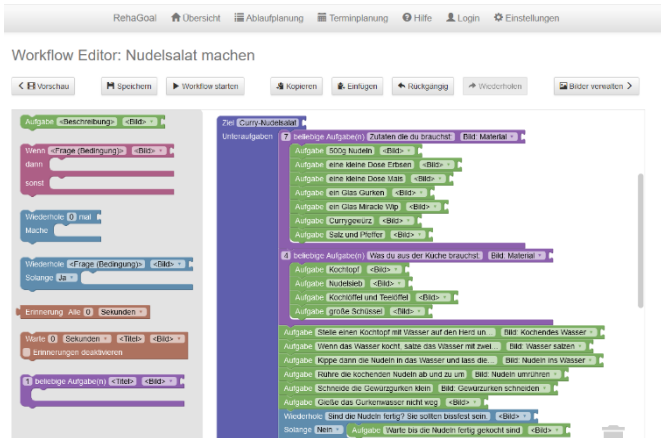 RehaGoal Übersicht Ablaufplanung Terminplanung Hilfe Login Einstellungen
Workflow Editor: Nudelsalat machen
Vorschau Speichern Workflow starten Kopieren Einfügen Rückgängig Wiederholen Bilder verwalten
Aufgabe <Beschreibung> <Bild>
Wenn <Frage (Bedingung)> <Bild>
dann
sonst
Wiederhole 0 mal
Mache
Wiederhole <Frage (Bedingung)> <Bild>
Solange Ja
Erinnerung Alle 0 Sekunden
Warte 0 Sekunden <Titel> <Bild>
Erinnerungen deaktivieren
1 beliebige Aufgabe(n) <Titel> <Bild>
Ziel Curry-Nudelsalat
Unteraufgaben 7 beliebige Aufgabe(n) Zutaten die du brauchst: Bild: Material
Aufgabe 500g Nudeln <Bild>
Aufgabe eine kleine Dose Erbsen <Bild>
Aufgabe eine kleine Dose Mais <Bild>
Aufgabe ein Glas Gurken <Bild>
Aufgabe ein Glas Miracle Wip <Bild>
Aufgabe Currygewürz <Bild>
Aufgabe Salz und Pfeffer <Bild>
4 beliebige Aufgabe(n) Was du aus der Küche brauchst: Bild: Material
Aufgabe Kochtopf <Bild>
Aufgabe Nudelsieb <Bild>
Aufgabe Kochlöffel und Teelöffel <Bild>
Aufgabe große Schüssel <Bild>
Aufgabe Stelle einen Kochtopf mit Wasser auf den Herd un... Bild: Kochendes Wasser
Aufgabe Wenn das Wasser kocht, salze das Wasser mit zwei... Bild: Wasser salzen
Aufgabe Kippe dann die Nudeln in das Wasser und lass die... Bild: Nudeln ins Wasser
Aufgabe Rühre die kochenden Nudeln ab und zu um Bild: Nudeln umrühren
Aufgabe Schneide die Gewürzgurken klein Bild: Gewürzurken schneiden
Aufgabe Gieße das Gurkenwasser nicht weg <Bild>
Wiederhole Sind die Nudeln fertig? Sie sollten bissfest sein. <Bild>
Solange Nein Aufgabe Warte bis die Nudeln fertig gekocht sind <Bild>